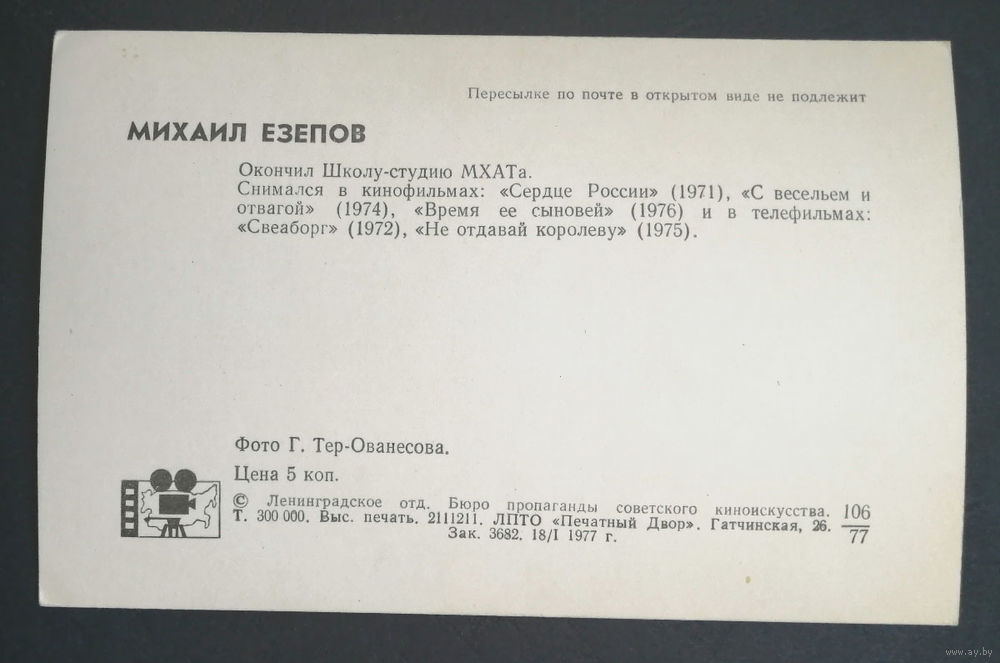 Пересылке по почте в открытом виде не подлежит
МИХАИЛ ЕЗЕПОВ
Окончил Школу-студию МХАТа.
Снимался в кинофильмах: «Сердце России» (1971), «С весельем и
отвагой» (1974), «Время ее сыновей» (1976) и в телефильмах:
«Свеаборг» (1972), «Не отдавай королеву» (1975).
Фото Г. Тер-Ованесова.
Цена 5 коп.
© Ленинградское отд. Бюро пропаганды советского киноискусства.
Т. 300 000. Выс. печать. 2111211. ЛПТО «Печатный Двор». Гатчинская, 26.
Зак. 3682. 18/I 1977 г.
106
77
www.ay.by